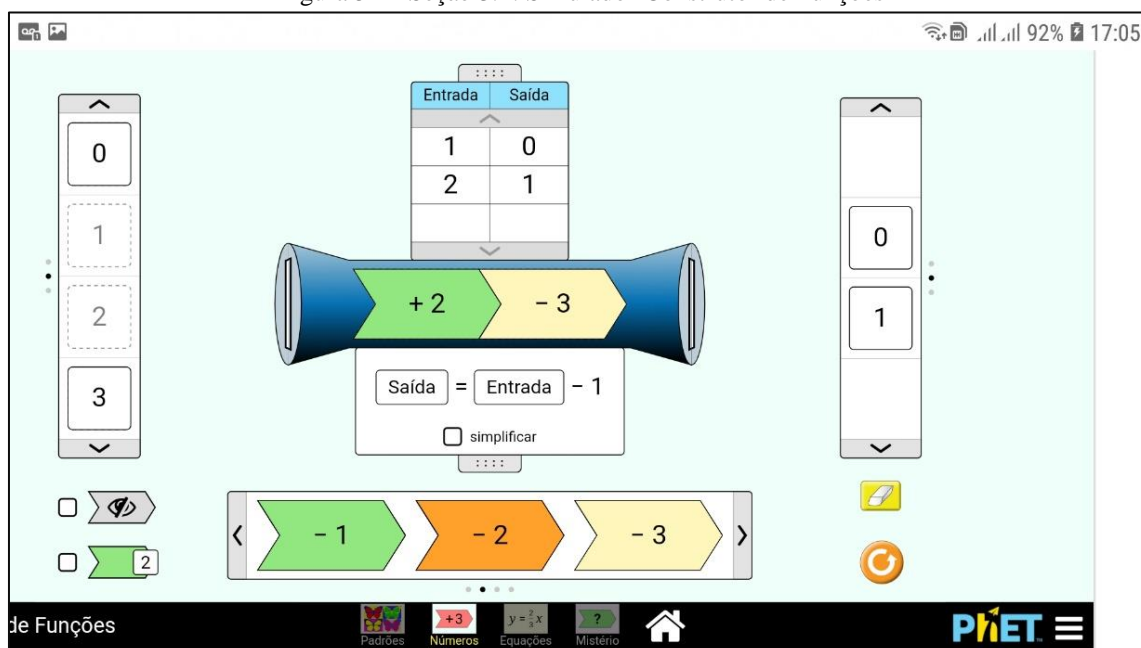 92% 17:05
Entrada Saída
1 0
2 1
0
1
2
3
+ 2 − 3
0
1
Saída = Entrada − 1
simplificar
2
− 1 − 2 − 3
de Funções
+3
y = 2/3 x
?
Padrões Números Equações Mistério
PhET